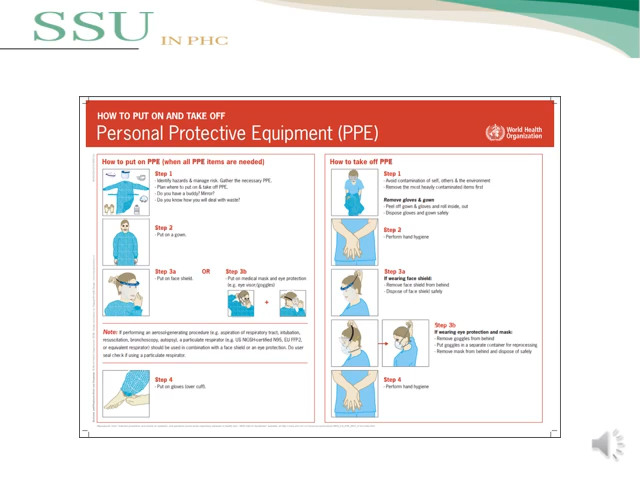 SSU IN PHC
HOW TO PUT ON AND TAKE OFF
Personal Protective Equipment (PPE)
World Health
Organization
How to put on PPE (when all PPE items are needed)
Step 1
- Identify hazards & manage risk. Gather the necessary PPE.
- Plan where to put on & take off PPE.
- Do you have a buddy? Mirror?
- Do you know how you will deal with waste?
Step 2
- Put on a gown.
Step 3a
- Put on face shield.
OR
Step 3b
- Put on medical mask and eye protection
(e.g. eye visor/goggles)
+
Note: If performing an aerosol-generating procedure (e.g. aspiration of respiratory tract, intubation,
resuscitation, bronchoscopy, autopsy), a particulate respirator (e.g. US NIOSH-certified N95, EU FFP2,
or equivalent respirator) should be used in combination with a face shield or an eye protection. Do user
seal check if using a particulate respirator.
Step 4
- Put on gloves (over cuff).
How to take off PPE
Step 1
- Avoid contamination of self, others & the environment
- Remove the most heavily contaminated items first
Remove gloves & gown
- Peel off gown & gloves and roll inside, out
- Dispose gloves and gown safely
Step 2
- Perform hand hygiene
Step 3a
If wearing face shield:
- Remove face shield from behind
- Dispose of face shield safely
Step 3b
If wearing eye protection and mask:
- Remove goggles from behind
- Put goggles in a separate container for reprocessing
- Remove mask from behind and dispose of safely
Step 4
- Perform hand hygiene